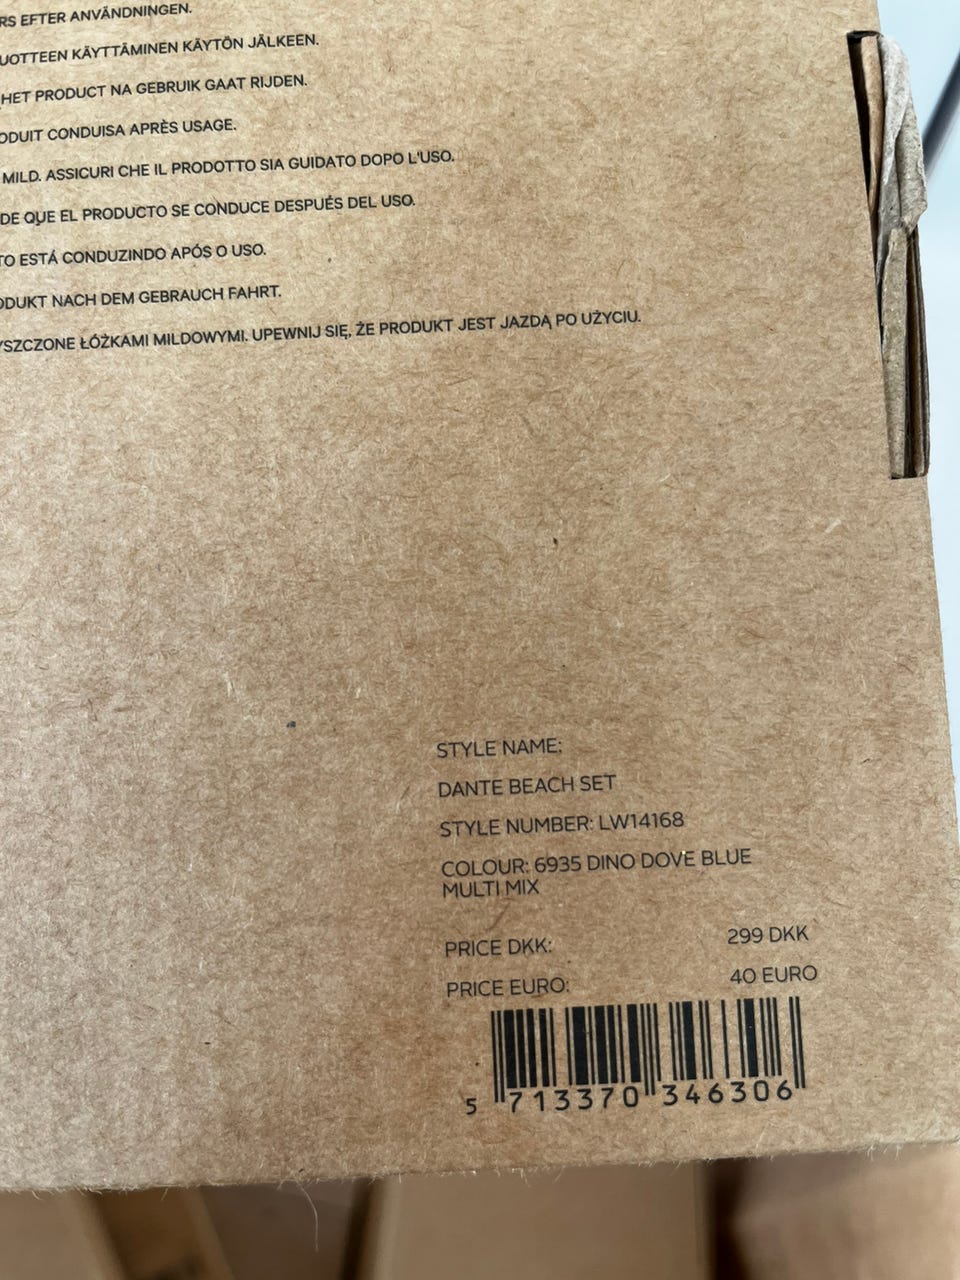 RS EFTER ANVÄNDNINGEN.
UOTTEEN KÄYTTÄMINEN KÄYTÖN JÄLKEEN.
HET PRODUCT NA GEBRUIK GAAT RIJDEN.
ODUIT CONDUISA APRÈS USAGE.
MILD. ASSICURI CHE IL PRODOTTO SIA GUIDATO DOPO L'USO.
DE QUE EL PRODUCTO SE CONDUCE DESPUÉS DEL USO.
TO ESTÁ CONDUZINDO APÓS O USO.
ODUKT NACH DEM GEBRAUCH FAHRT.
YSZCZONE ŁÓŻKAMI MILDOWYMI. UPEWNIJ SIĘ, ŻE PRODUKT JEST JAZDĄ PO UŻYCIU.
STYLE NAME:
DANTE BEACH SET
STYLE NUMBER: LW14168
COLOUR: 6935 DINO DOVE BLUE
MULTI MIX
PRICE DKK: 299 DKK
PRICE EURO: 40 EURO
5 713370 346306